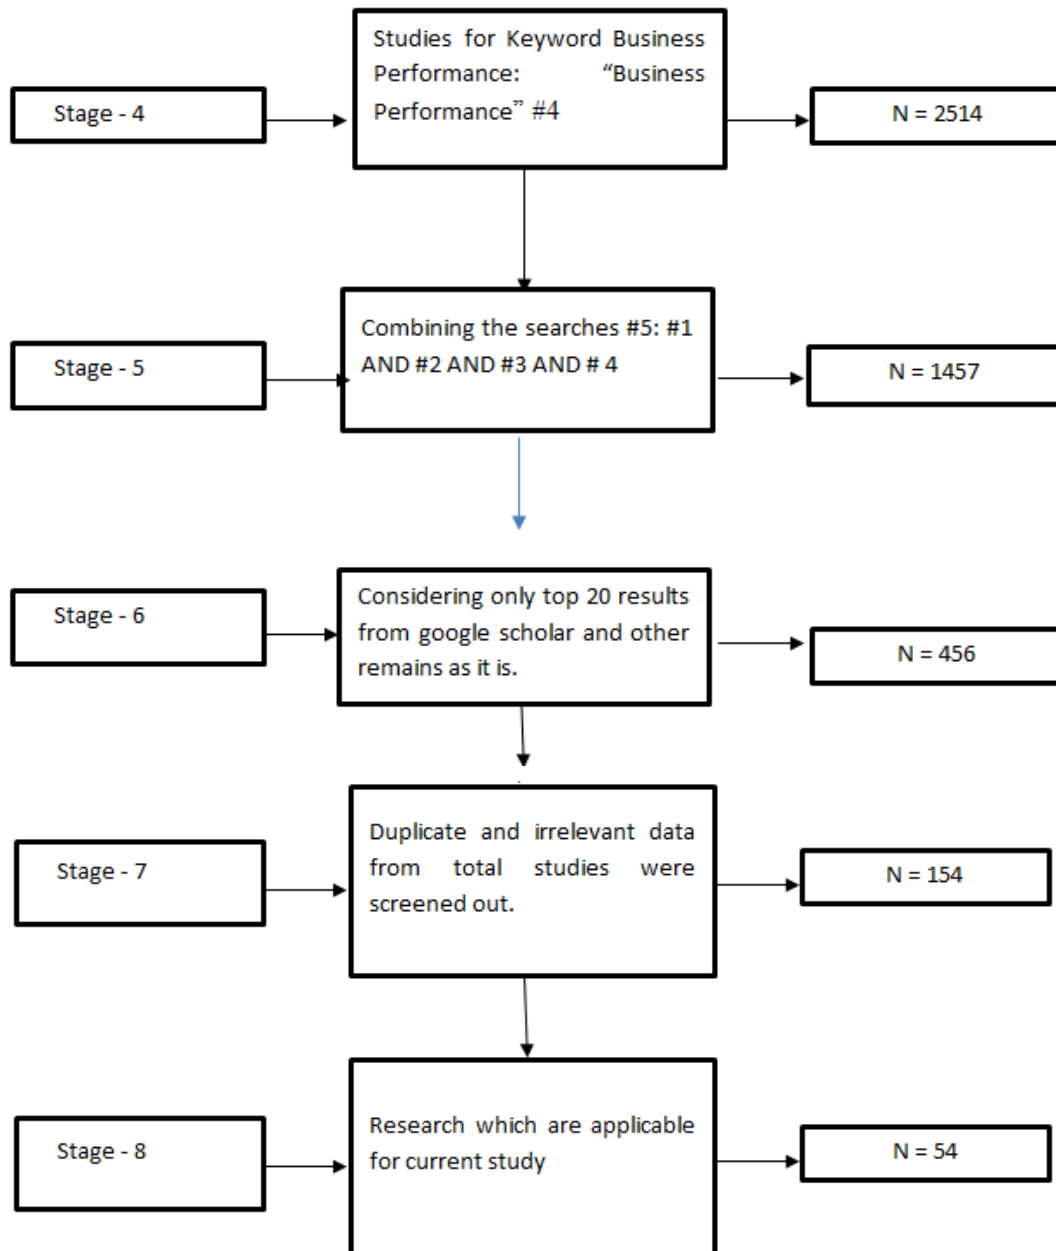 Stage - 4
Studies for Keyword Business
Performance: “Business
Performance” #4
N = 2514
Stage - 5
Combining the searches #5: #1
AND #2 AND #3 AND # 4
N = 1457
Stage - 6
Considering only top 20 results
from google scholar and other
remains as it is.
N = 456
Stage - 7
Duplicate and irrelevant data
from total studies were
screened out.
N = 154
Stage - 8
Research which are applicable
for current study
N = 54